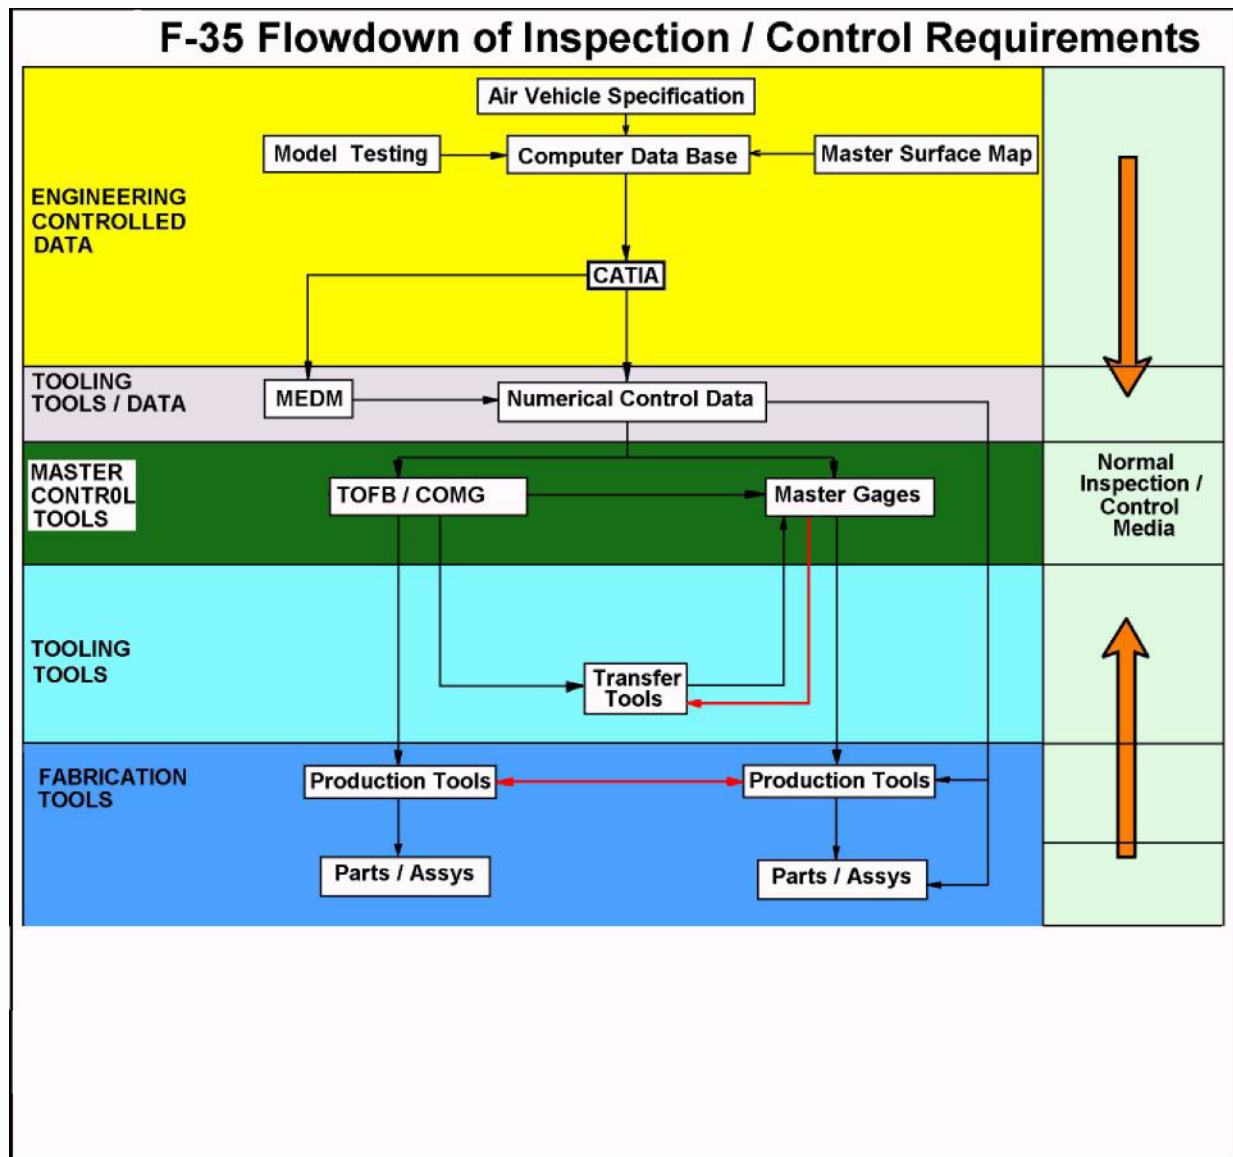 F-35 Flowdown of Inspection / Control Requirements
Air Vehicle Specification
Model Testing
Computer Data Base
Master Surface Map
ENGINEERING
CONTROLLED
DATA
CATIA
TOOLING
TOOLS / DATA
MEDM
Numerical Control Data
MASTER
CONTR0L
TOOLS
TOFB / COMG
Master Gages
Normal
Inspection /
Control
Media
TOOLING
TOOLS
Transfer
Tools
FABRICATION
TOOLS
Production Tools
Production Tools
Parts / Assys
Parts / Assys